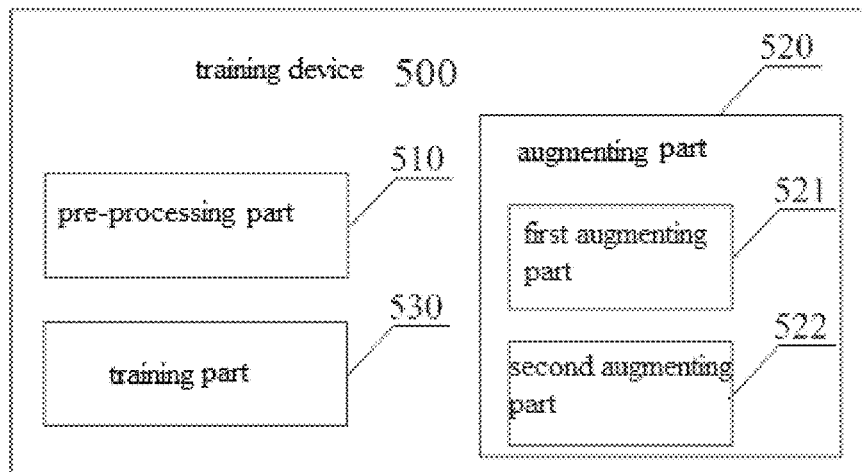 training device 500
520
augmenting part
510
pre-processing part
521
first augmenting
part
530
training part
522
second augmenting
part